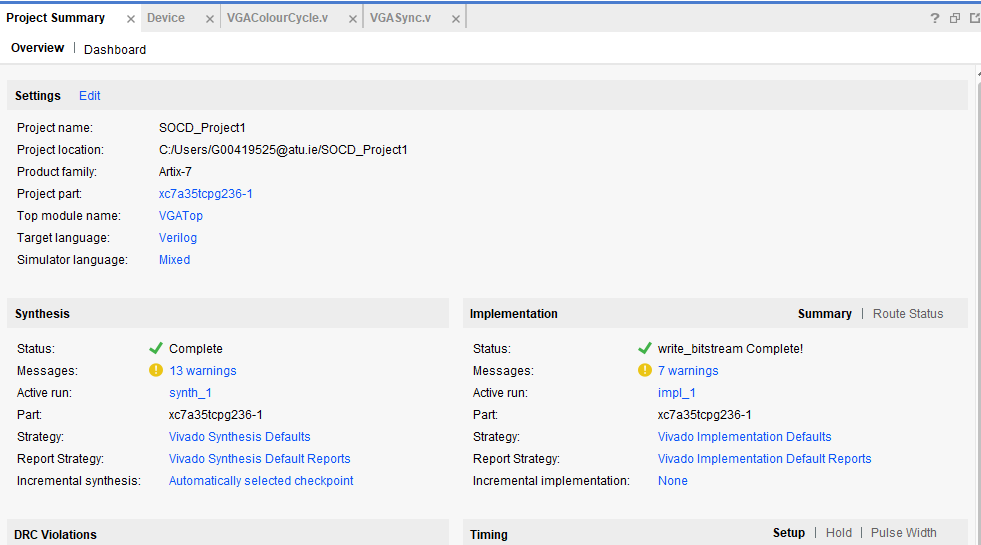 Project Summary × Device × VGAColourCycle.v × VGASync.v × ?
Overview | Dashboard
Settings Edit
Project name: SOCD_Project1
Project location: C:/Users/G00419525@atu.ie/SOCD_Project1
Product family: Artix-7
Project part: xc7a35tcpg236-1
Top module name: VGATop
Target language: Verilog
Simulator language: Mixed
Synthesis
Status: Complete
Messages: 13 warnings
Active run: synth_1
Part: xc7a35tcpg236-1
Strategy: Vivado Synthesis Defaults
Report Strategy: Vivado Synthesis Default Reports
Incremental synthesis: Automatically selected checkpoint
Implementation Summary | Route Status
Status: write_bitstream Complete!
Messages: 7 warnings
Active run: impl_1
Part: xc7a35tcpg236-1
Strategy: Vivado Implementation Defaults
Report Strategy: Vivado Implementation Default Reports
Incremental implementation: None
DRC Violations
Timing Setup | Hold | Pulse Width